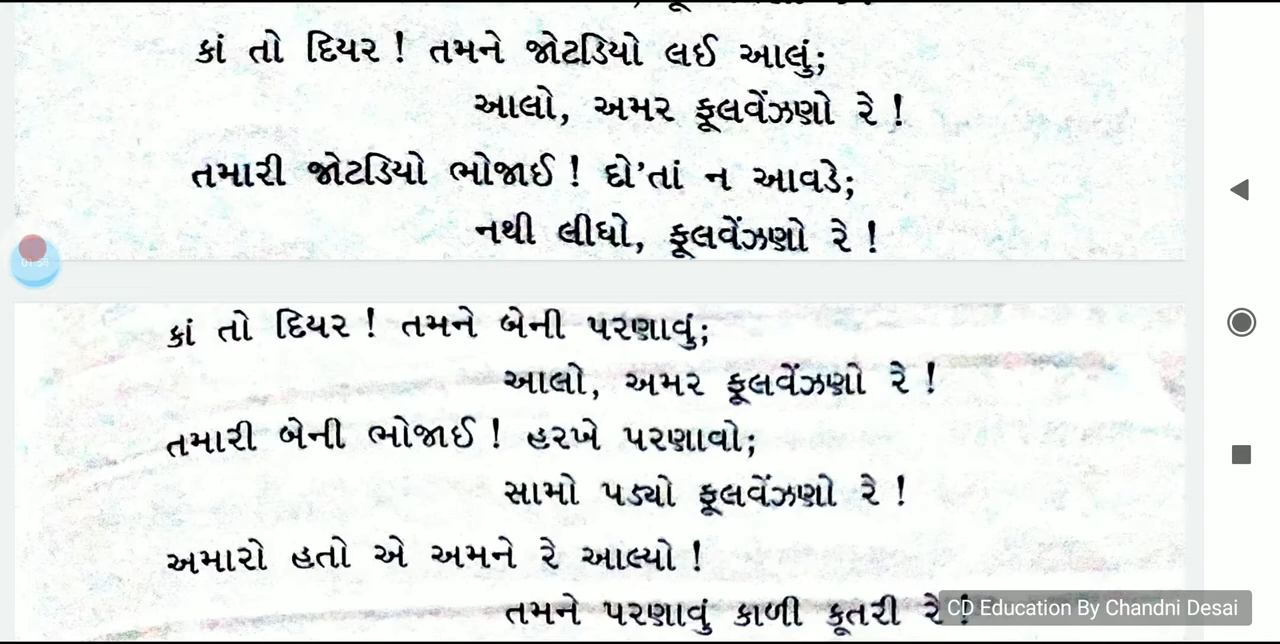 કાં તો દિયર ! તમને જોટડિયો લઈ આલું;
આલો, અમર ફૂલવેંઝણો રે !
તમારી જોટડિયો ભોજાઈ ! દો'તાં ન આવડે;
નથી લીધો, ફૂલવેંઝણો રે !
કાં તો દિયર ! તમને બેની પરણાવું;
આલો, અમર ફૂલવેંઝણો રે !
તમારી બેની ભોજાઈ ! હરખે પરણાવો;
સામો પડ્યો ફૂલવેંઝણો રે !
અમારો હતો એ અમને રે આલ્યો !
તમને પરણાવું કાળી કૂતરી રે !
CD Education By Chandni Desai